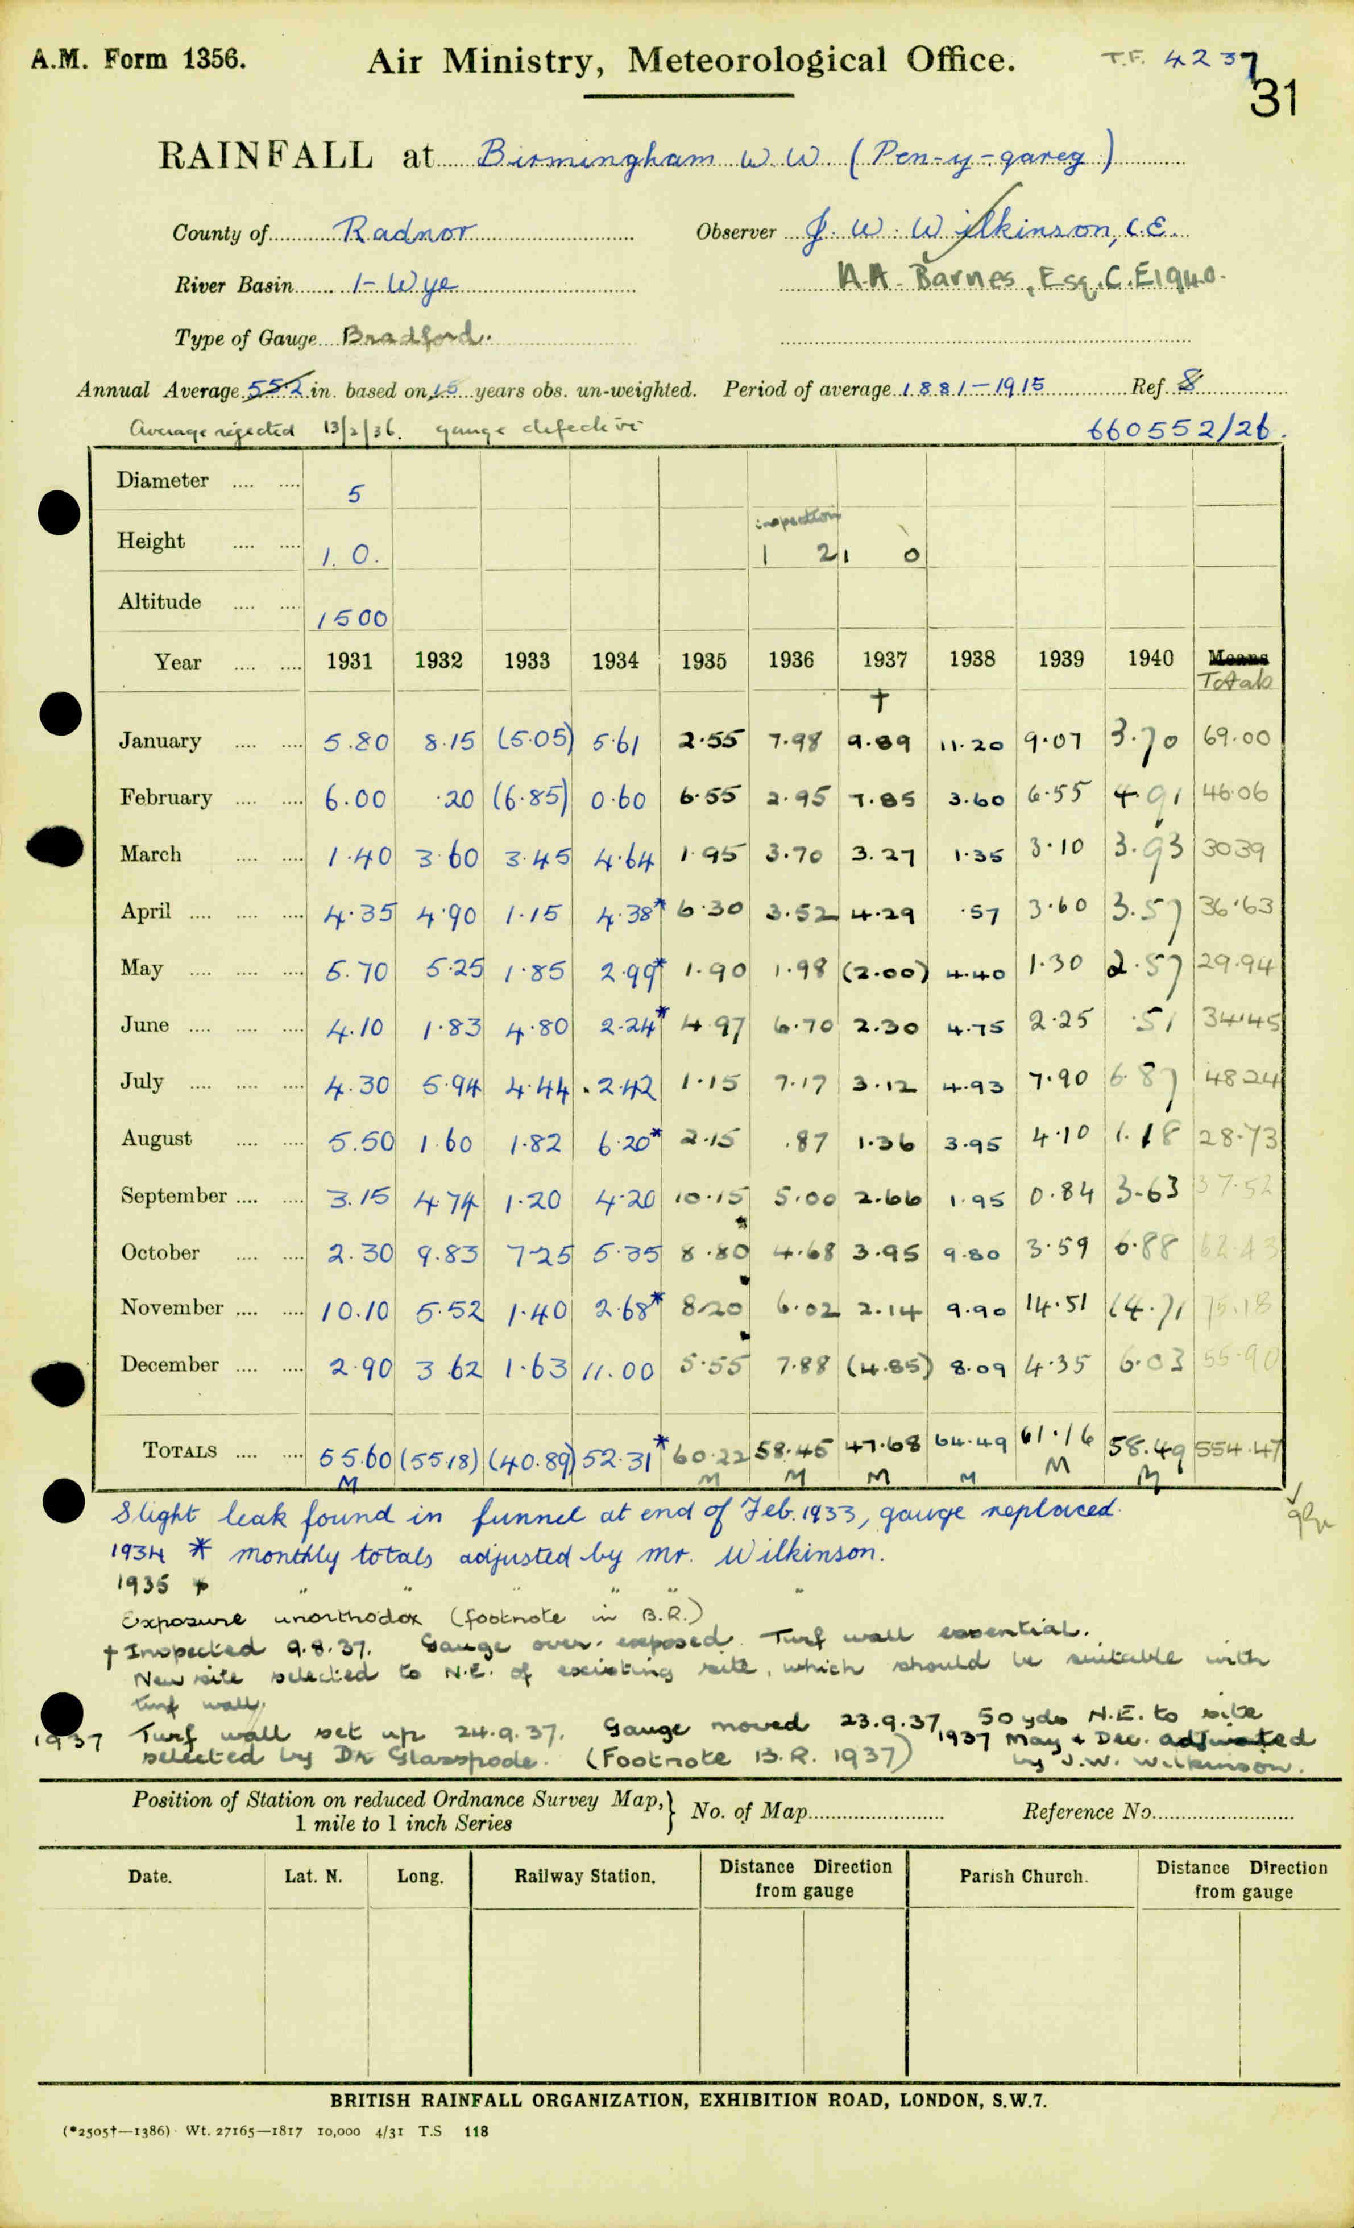 A.M. Form 1356. Air Ministry, Meteorological Office. T.F. 4237
31
RAINFALL at Birmingham W.W. (Pen-y-gareg)
County of Radnor Observer J. W. Wilkinson, C.E.
River Basin 1- Wye A.A. Barnes, Esq. C.E 1940.
Type of Gauge Bradford.
Annual Average 55.2 in. based on 15 years obs. un-weighted. Period of average 1881-1915 Ref. 8
Average rejected 13/2/36. gauge defective 660552/26.
Diameter .... .... 5
inspection
Height .... .... 1. 0. 1 2 1 0
Altitude .... .... 1500
Year .... .... 1931 1932 1933 1934 1935 1936 1937 1938 1939 1940 Means
† Totals
January .... .... 5.80 8.15 (5.05) 5.61 2.55 7.98 9.89 11.20 9.07 3.70 69.00
February .... .... 6.00 .20 (6.85) 0.60 6.55 2.95 7.85 3.60 6.55 4.91 46.06
March .... .... 1.40 3.60 3.45 4.64 1.95 3.70 3.27 1.35 3.10 3.93 30.39
April .... .... .... 4.35 4.90 1.15 4.38* 6.30 3.52 4.29 .57 3.60 3.57 36.63
May .... .... .... 5.70 5.25 1.85 2.99* 1.90 1.98 (2.00) 4.40 1.30 2.57 29.94
June .... .... .... 4.10 1.83 4.80 2.24* 4.97 6.70 2.30 4.75 2.25 .51 34.45
July .... .... .... 4.30 5.94 4.44 .2.42 1.15 7.17 3.12 4.93 7.90 6.87 48.24
August .... .... 5.50 1.60 1.82 6.20* 2.15 .87 1.36 3.95 4.10 1.18 28.73
September .... .... 3.15 4.74 1.20 4.20 10.15 5.00 2.66 1.95 0.84 3.63 37.52
October .... .... 2.30 9.83 7.25 5.35 8.80* 4.68 3.95 9.80 3.59 6.88 62.43
November .... .... 10.10 5.52 1.40 2.68* 8.20 6.02 2.14 9.90 14.51 14.71 75.18
December .... .... 2.90 3.62 1.63 11.00 5.55 7.88 (4.85) 8.09 4.35 6.03 55.90
TOTALS .... .... 55.60 (55.18) (40.89) 52.31* 60.22 58.45 47.68 64.49 61.16 58.49 554.47
M M M M M M M
Slight leak found in funnel at end of Feb. 1933, gauge replaced.
1934 * monthly totals adjusted by Mr. Wilkinson.
1935 * " " " " " "
Exposure unorthodox (footnote in B.R.)
† Inspected 9.8.37. Gauge over-exposed. Turf wall essential.
New site selected to N.E. of existing site, which should be suitable with
turf wall.
1937 Turf wall set up 24.9.37. Gauge moved 23.9.37 50 yds N.E. to site
selected by Dr Glasspoole. (Footnote B.R. 1937) 1937 May & Dec. adjusted
by J.W. Wilkinson.
Position of Station on reduced Ordnance Survey Map, 1 mile to 1 inch Series } No. of Map Reference No.
Date. Lat. N. Long. Railway Station. Distance Direction from gauge Parish Church. Distance Direction from gauge
BRITISH RAINFALL ORGANIZATION, EXHIBITION ROAD, LONDON, S.W.7.
(*2505†—1386) Wt. 27165—1817 10,000 4/31 T.S 118